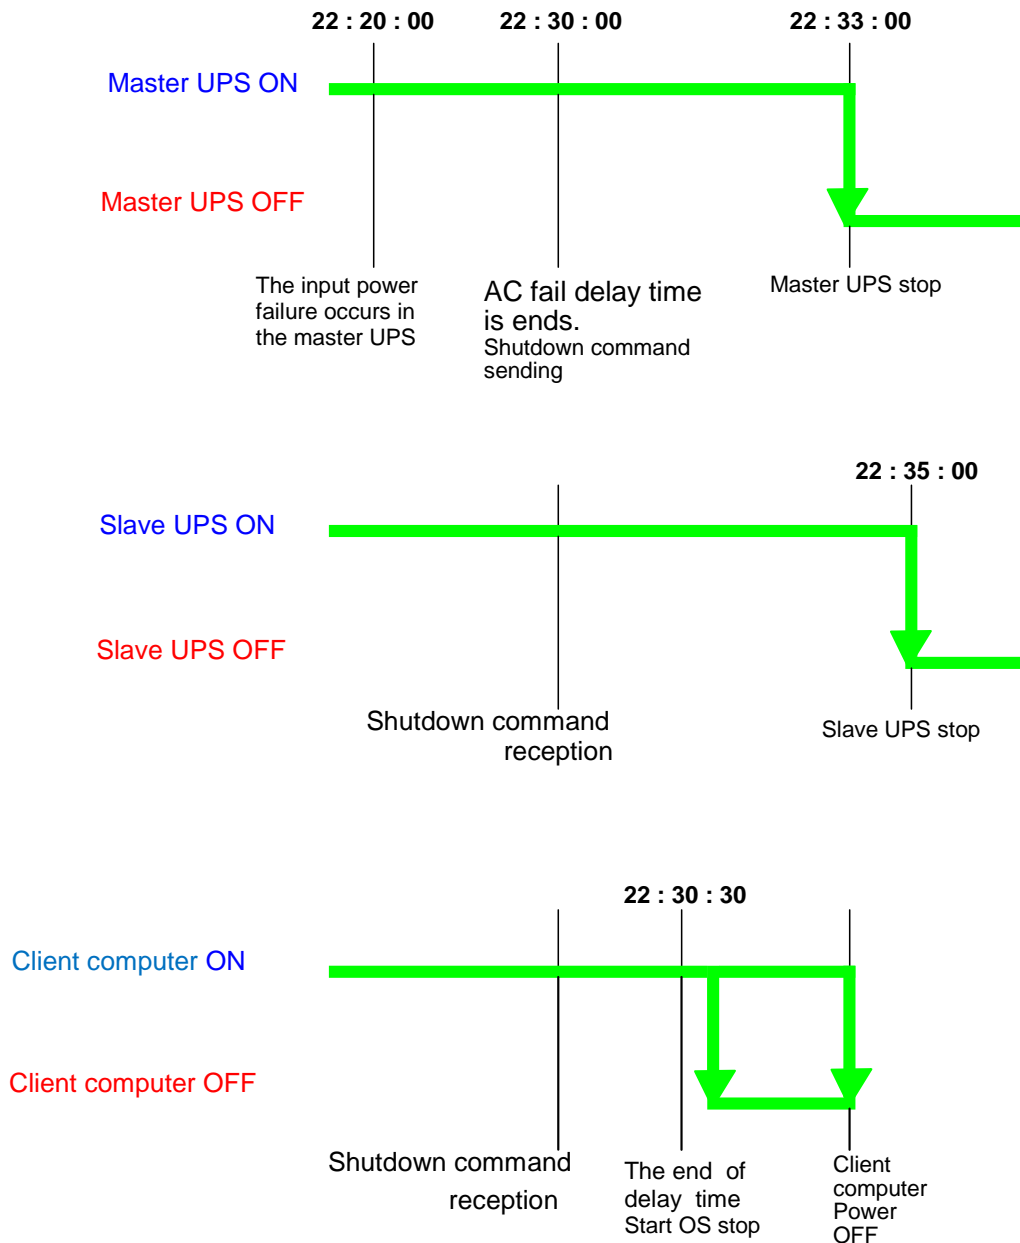 22 : 20 : 00
22 : 30 : 00
22 : 33 : 00
Master UPS ON
Master UPS OFF
The input power
failure occurs in
the master UPS
AC fail delay time
is ends.
Shutdown command
sending
Master UPS stop
22 : 35 : 00
Slave UPS ON
Slave UPS OFF
Shutdown command
reception
Slave UPS stop
22 : 30 : 30
Client computer ON
Client computer OFF
Shutdown command
reception
The end of
delay time
Start OS stop
Client
computer
Power
OFF